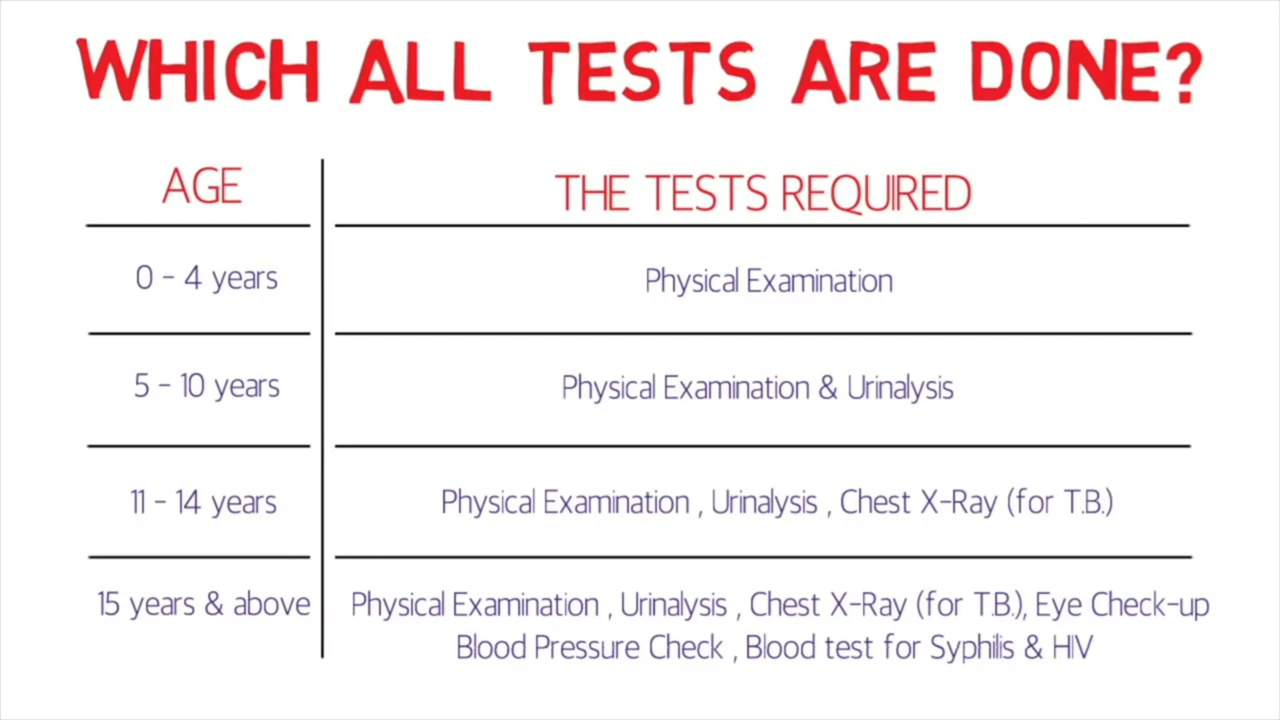 WHICH ALL TESTS ARE DONE?
AGE
THE TESTS REQUIRED
0 - 4 years
Physical Examination
5 - 10 years
Physical Examination & Urinalysis
11 - 14 years
Physical Examination , Urinalysis , Chest X-Ray (for T.B.)
15 years & above
Physical Examination , Urinalysis , Chest X-Ray (for T.B.), Eye Check-up
Blood Pressure Check , Blood test for Syphilis & HIV